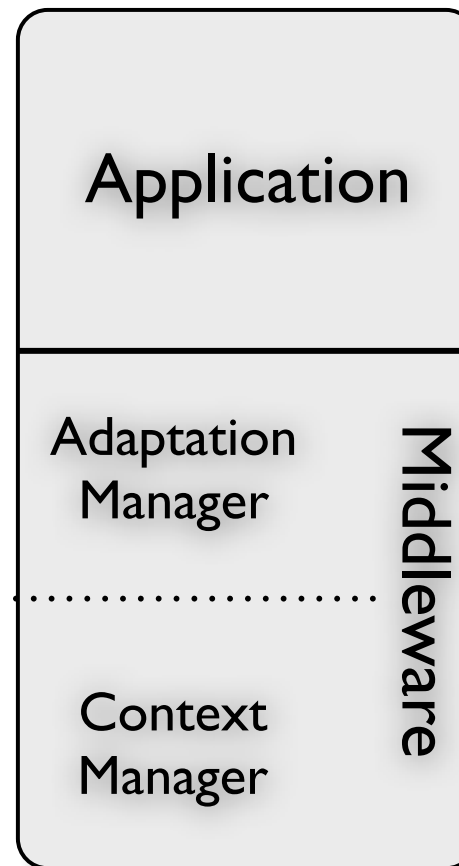 Application
Adaptation
Manager
Middleware
Context
Manager